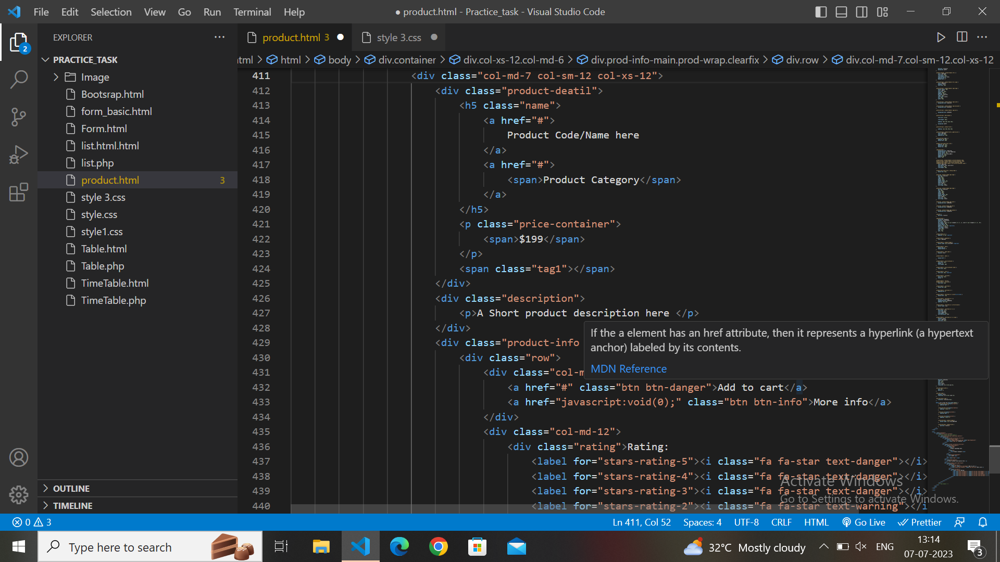 File Edit Selection View Go Run Terminal Help
● product.html - Practice_task - Visual Studio Code
2
EXPLORER
PRACTICE_TASK
Image
Bootsrap.html
form_basic.html
Form.html
list.html.html
list.php
product.html 3
style 3.css
style.css
style1.css
Table.html
Table.php
TimeTable.html
TimeTable.php
OUTLINE
TIMELINE
product.html 3
style 3.css
html > body > div.container > div.col-xs-12.col-md-6 > div.prod-info-main.prod-wrap.clearfix > div.row > div.col-md-7.col-sm-12.col-xs-12
411 <div class="col-md-7 col-sm-12 col-xs-12">
412 <div class="product-deatil">
413 <h5 class="name">
414 <a href="#">
415 Product Code/Name here
416 </a>
417 <a href="#">
418 <span>Product Category</span>
419 </a>
420 </h5>
421 <p class="price-container">
422 <span>$199</span>
423 </p>
424 <span class="tag1"></span>
425 </div>
426 <div class="description">
427 <p>A Short product description here </p>
428 </div>
429 <div class="product-info
430 <div class="row">
431 <div class="col-m
432 <a href="#" class="btn btn-danger">Add to cart</a>
433 <a href="javascript:void(0);" class="btn btn-info">More info</a>
434 </div>
435 <div class="col-md-12">
436 <div class="rating">Rating:
437 <label for="stars-rating-5"><i class="fa fa-star text-danger"></i>
438 <label for="stars-rating-4"><i class="fa fa-star text-danger"></i>
439 <label for="stars-rating-3"><i class="fa fa-star text-danger"></i>
440 <label for="stars-rating-2"><i class="fa fa-star text-warning"></i
If the a element has an href attribute, then it represents a hyperlink (a hypertext
anchor) labeled by its contents.
MDN Reference
Activate Windows
Go to Settings to activate Windows.
0 3
Ln 411, Col 52 Spaces: 4 UTF-8 CRLF HTML Go Live Prettier
Type here to search
32°C Mostly cloudy
ENG
13:14
07-07-2023
3